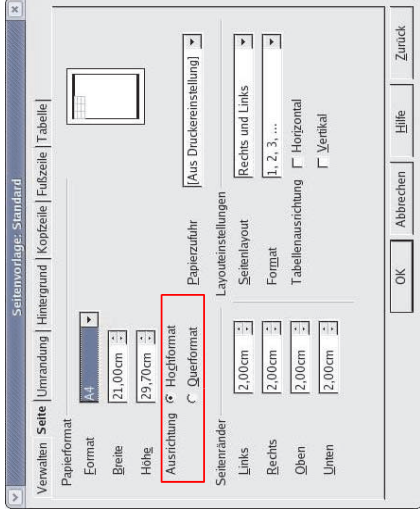 Seitenvorlage: Standard
Verwalten Seite Umrandung Hintergrund Kopfzeile Fußzeile Tabelle
Papierformat
Format A4
Breite 21,00cm
Höhe 29,70cm
Ausrichtung Hochformat
Querformat
Papierzufuhr [Aus Druckereinstellung]
Seitenränder
Links 2,00cm
Rechts 2,00cm
Oben 2,00cm
Unten 2,00cm
Layouteinstellungen
Seitenlayout Rechts und Links
Format 1, 2, 3, ...
Tabellenausrichtung Horizontal
Vertikal
OK Abbrechen Hilfe Zurück